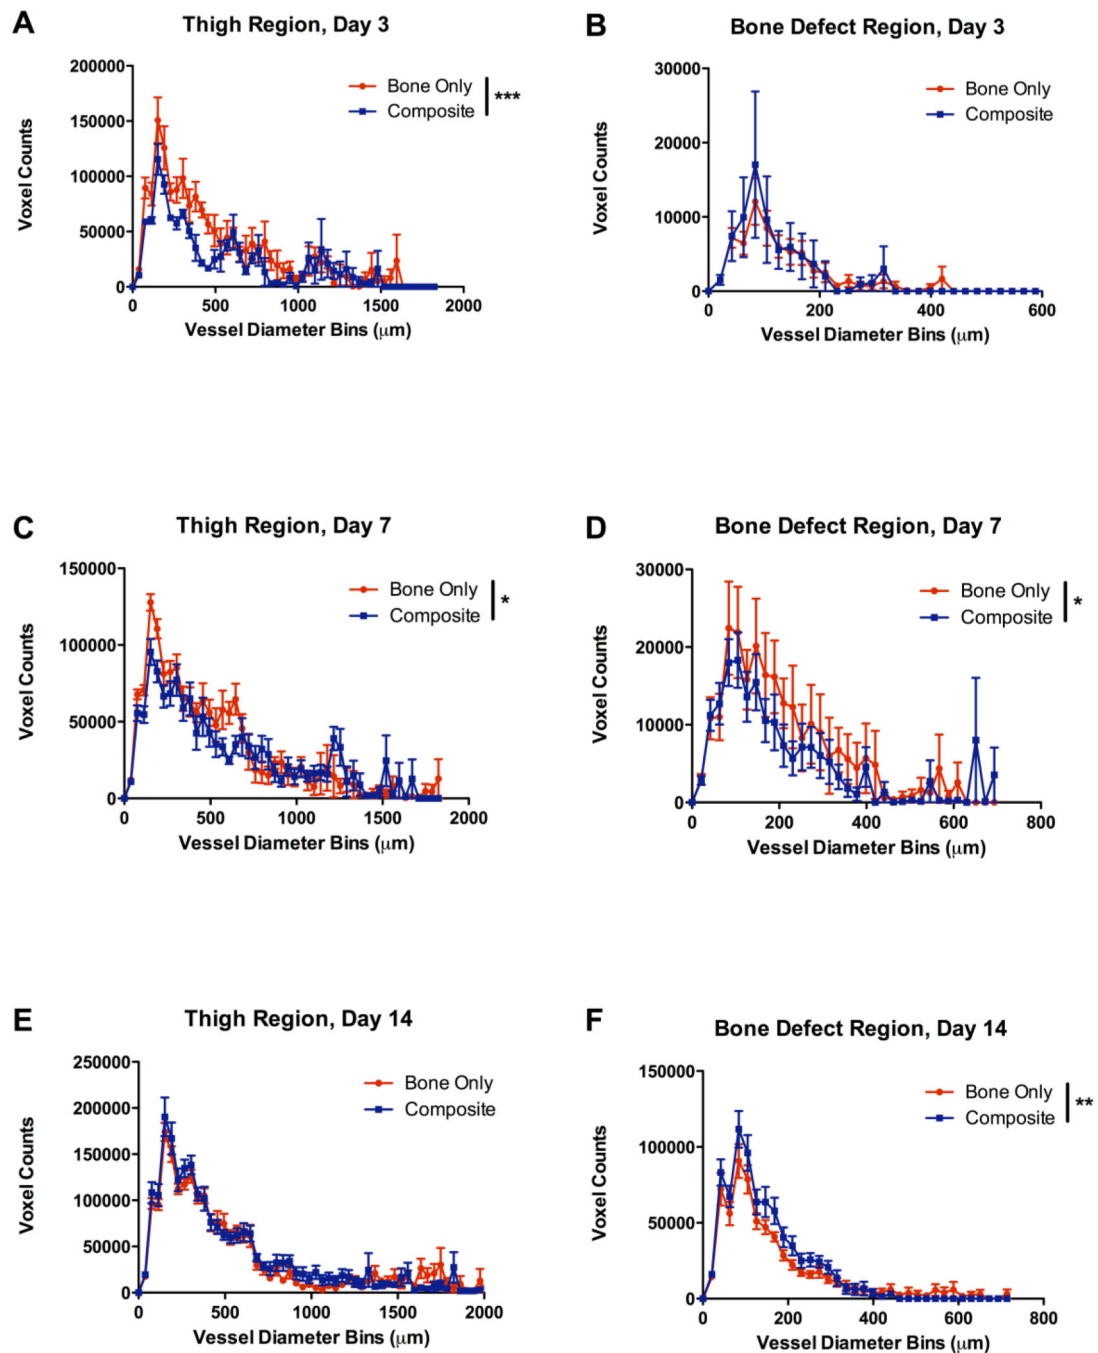 A
Thigh Region, Day 3
200000
150000
100000
50000
0
Voxel Counts
Bone Only
Composite
***
0 500 1000 1500 2000
Vessel Diameter Bins (μm)
B
Bone Defect Region, Day 3
30000
20000
10000
0
Voxel Counts
Bone Only
Composite
0 200 400 600
Vessel Diameter Bins (μm)
C
Thigh Region, Day 7
150000
100000
50000
0
Voxel Counts
Bone Only
Composite
*
0 500 1000 1500 2000
Vessel Diameter Bins (μm)
D
Bone Defect Region, Day 7
30000
20000
10000
0
Voxel Counts
Bone Only
Composite
*
0 200 400 600 800
Vessel Diameter Bins (μm)
E
Thigh Region, Day 14
250000
200000
150000
100000
50000
0
Voxel Counts
Bone Only
Composite
0 500 1000 1500 2000
Vessel Diameter Bins (μm)
F
Bone Defect Region, Day 14
150000
100000
50000
0
Voxel Counts
Bone Only
Composite
**
0 200 400 600 800
Vessel Diameter Bins (μm)